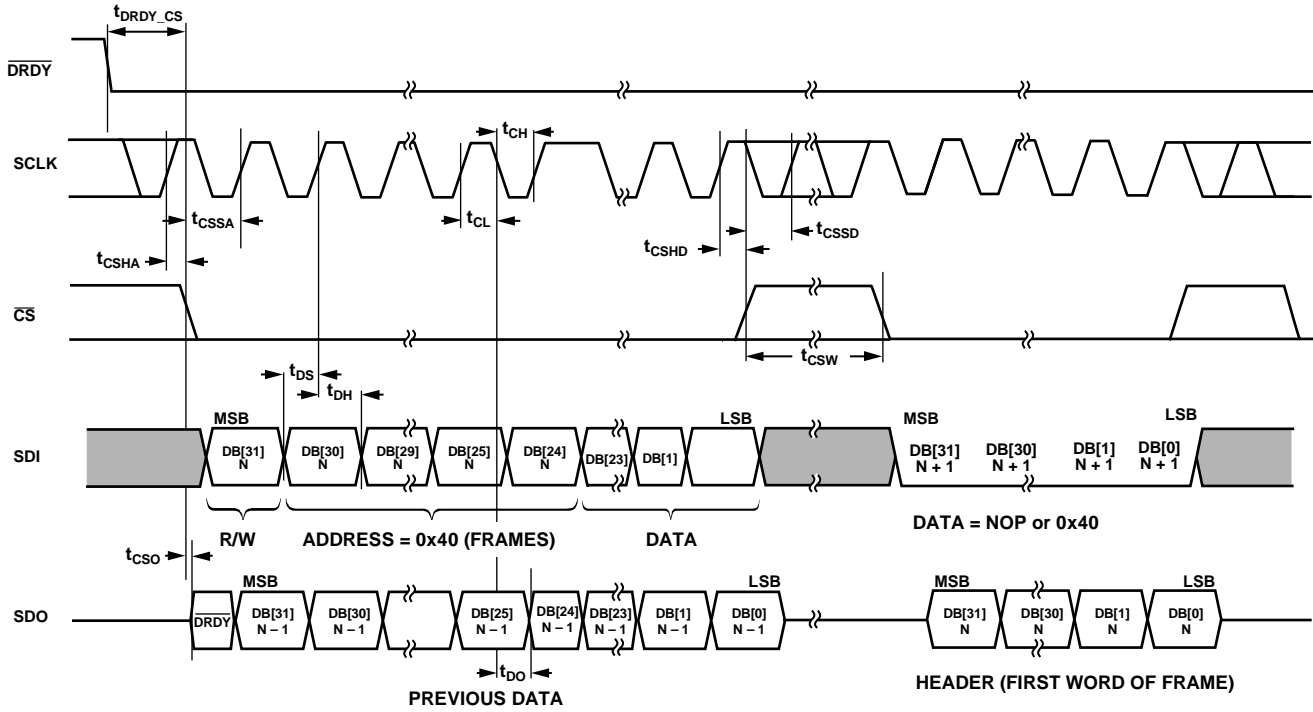 tDRDY_CS
DRDY
SCLK
tCH
tCSSA
tCL
tCSHA
tCSHD
tCSSD
CS
tCSW
tDS
tDH
SDI
MSB
LSB
MSB
LSB
DB[31]
N
DB[30]
N
DB[29]
N
DB[25]
N
DB[24]
N
DB[23]
DB[1]
DB[31]
N + 1
DB[30]
N + 1
DB[1]
N + 1
DB[0]
N + 1
R/W
ADDRESS = 0x40 (FRAMES)
DATA
DATA = NOP or 0x40
tCSO
SDO
MSB
LSB
MSB
LSB
DRDY
DB[31]
N – 1
DB[30]
N – 1
DB[25]
N – 1
DB[24]
N – 1
DB[23]
N – 1
DB[1]
N – 1
DB[0]
N – 1
DB[31]
N
DB[30]
N
DB[1]
N
DB[0]
N
tDO
PREVIOUS DATA
HEADER (FIRST WORD OF FRAME)